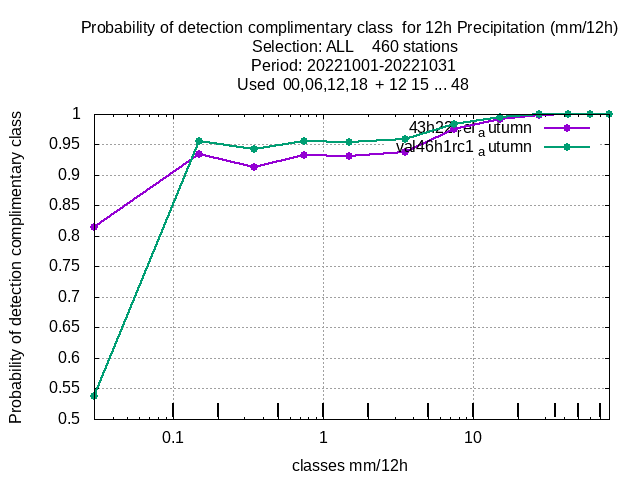 Probability of detection complimentary class for 12h Precipitation (mm/12h)
Selection: ALL 460 stations
Period: 20221001-20221031
Used 00,06,12,18 + 12 15 ... 48
Probability of detection complimentary class
1
0.95
0.9
0.85
0.8
0.75
0.7
0.65
0.6
0.55
0.5
utumn
val46h1rc1 a utumn
0.1 1 10
classes mm/12h